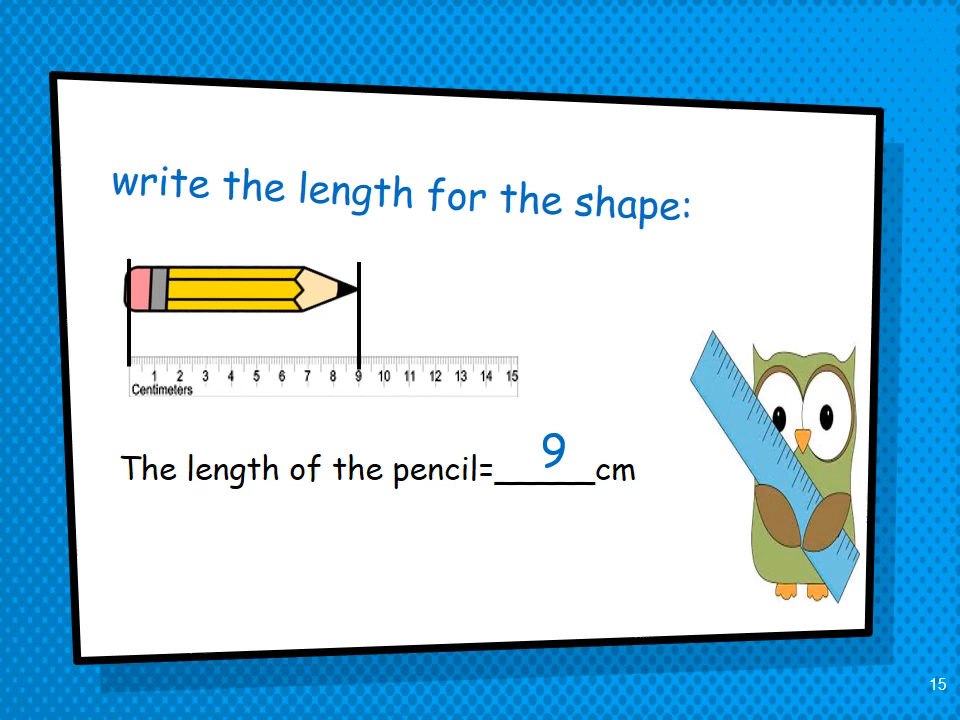 write the length for the shape:
1 2 3 4 5 6 7 8 9 10 11 12 13 14 15
Centimeters
The length of the pencil=_____cm
9
15